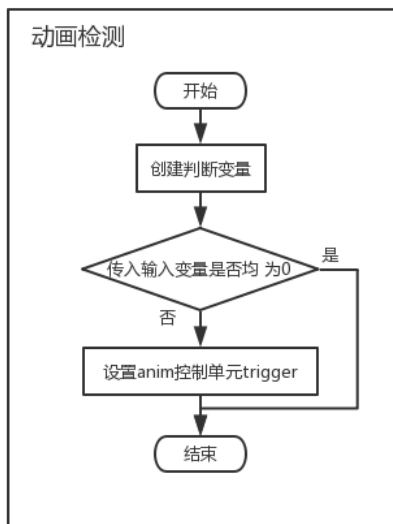 动画检测
开始
创建判断变量
传入输入变量是否均 为0
是
否
设置anim控制单元trigger
结束